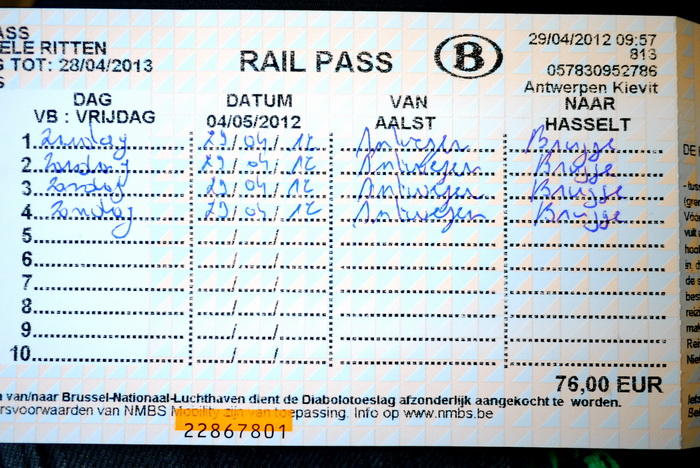 ASS
ELE RITTEN
G TOT: 28/04/2013
S
RAIL PASS
B
29/04/2012 09:57
813
057830952786
Antwerpen Kievit
DAG DATUM VAN NAAR
VB : VRIJDAG 04/05/2012 AALST HASSELT
1 Zondag 29/04/12 Antwerpen Brugge
2 Zondag 29/04/12 Antwerpen Brugge
3 Zondag 29/04/12 Antwerpen Brugge
4 Zondag 29/04/12 Antwerpen Brugge
5 / /
6 / /
7 / /
8 / /
9 / /
10 / /
76,00 EUR
n van/naar Brussel-Nationaal-Luchthaven dient de Diabolotoeslag afzonderlijk aangekocht te worden.
rsvoorwaarden van NMBS Mobility zijn van toepassing. Info op www.nmbs.be
22867801